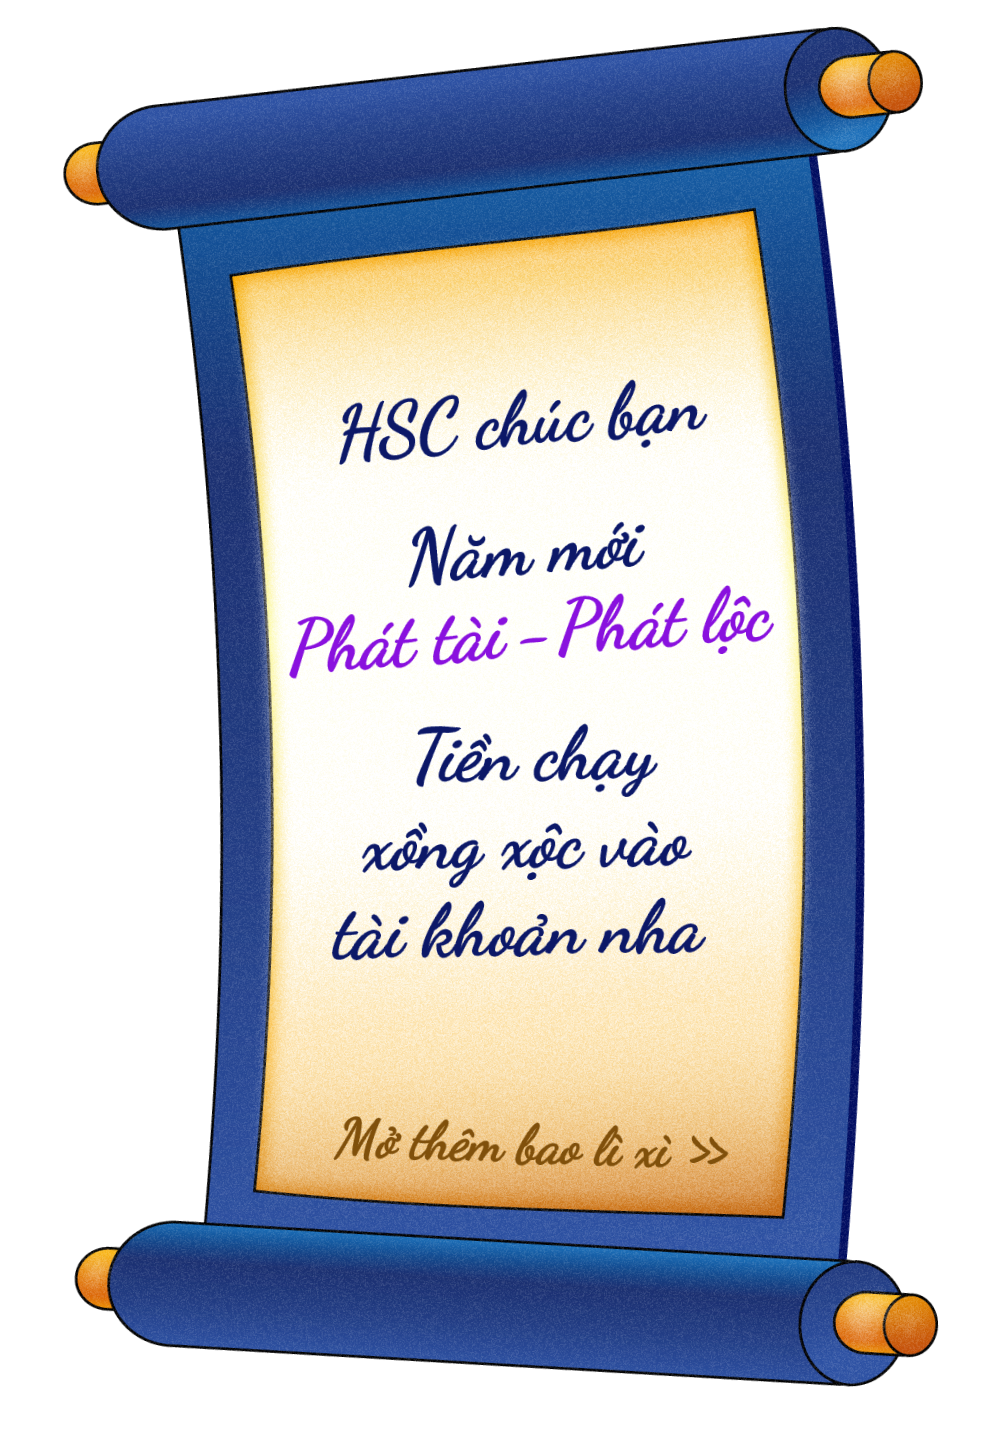 HSC chúc bạn
Năm mới
Phát tài - Phát lộc
Tiền chạy
xồng xộc vào
tài khoản nha
Mở thêm bao lì xì >>